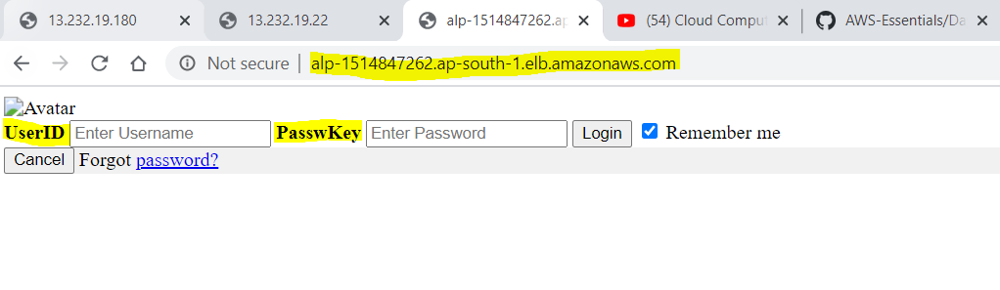 13.232.19.180 13.232.19.22 alp-1514847262.ap (54) Cloud Comput AWS-Essentials/Da
Not secure alp-1514847262.ap-south-1.elb.amazonaws.com
Avatar
UserID Enter Username PasswKey Enter Password Login Remember me
Cancel Forgot password?